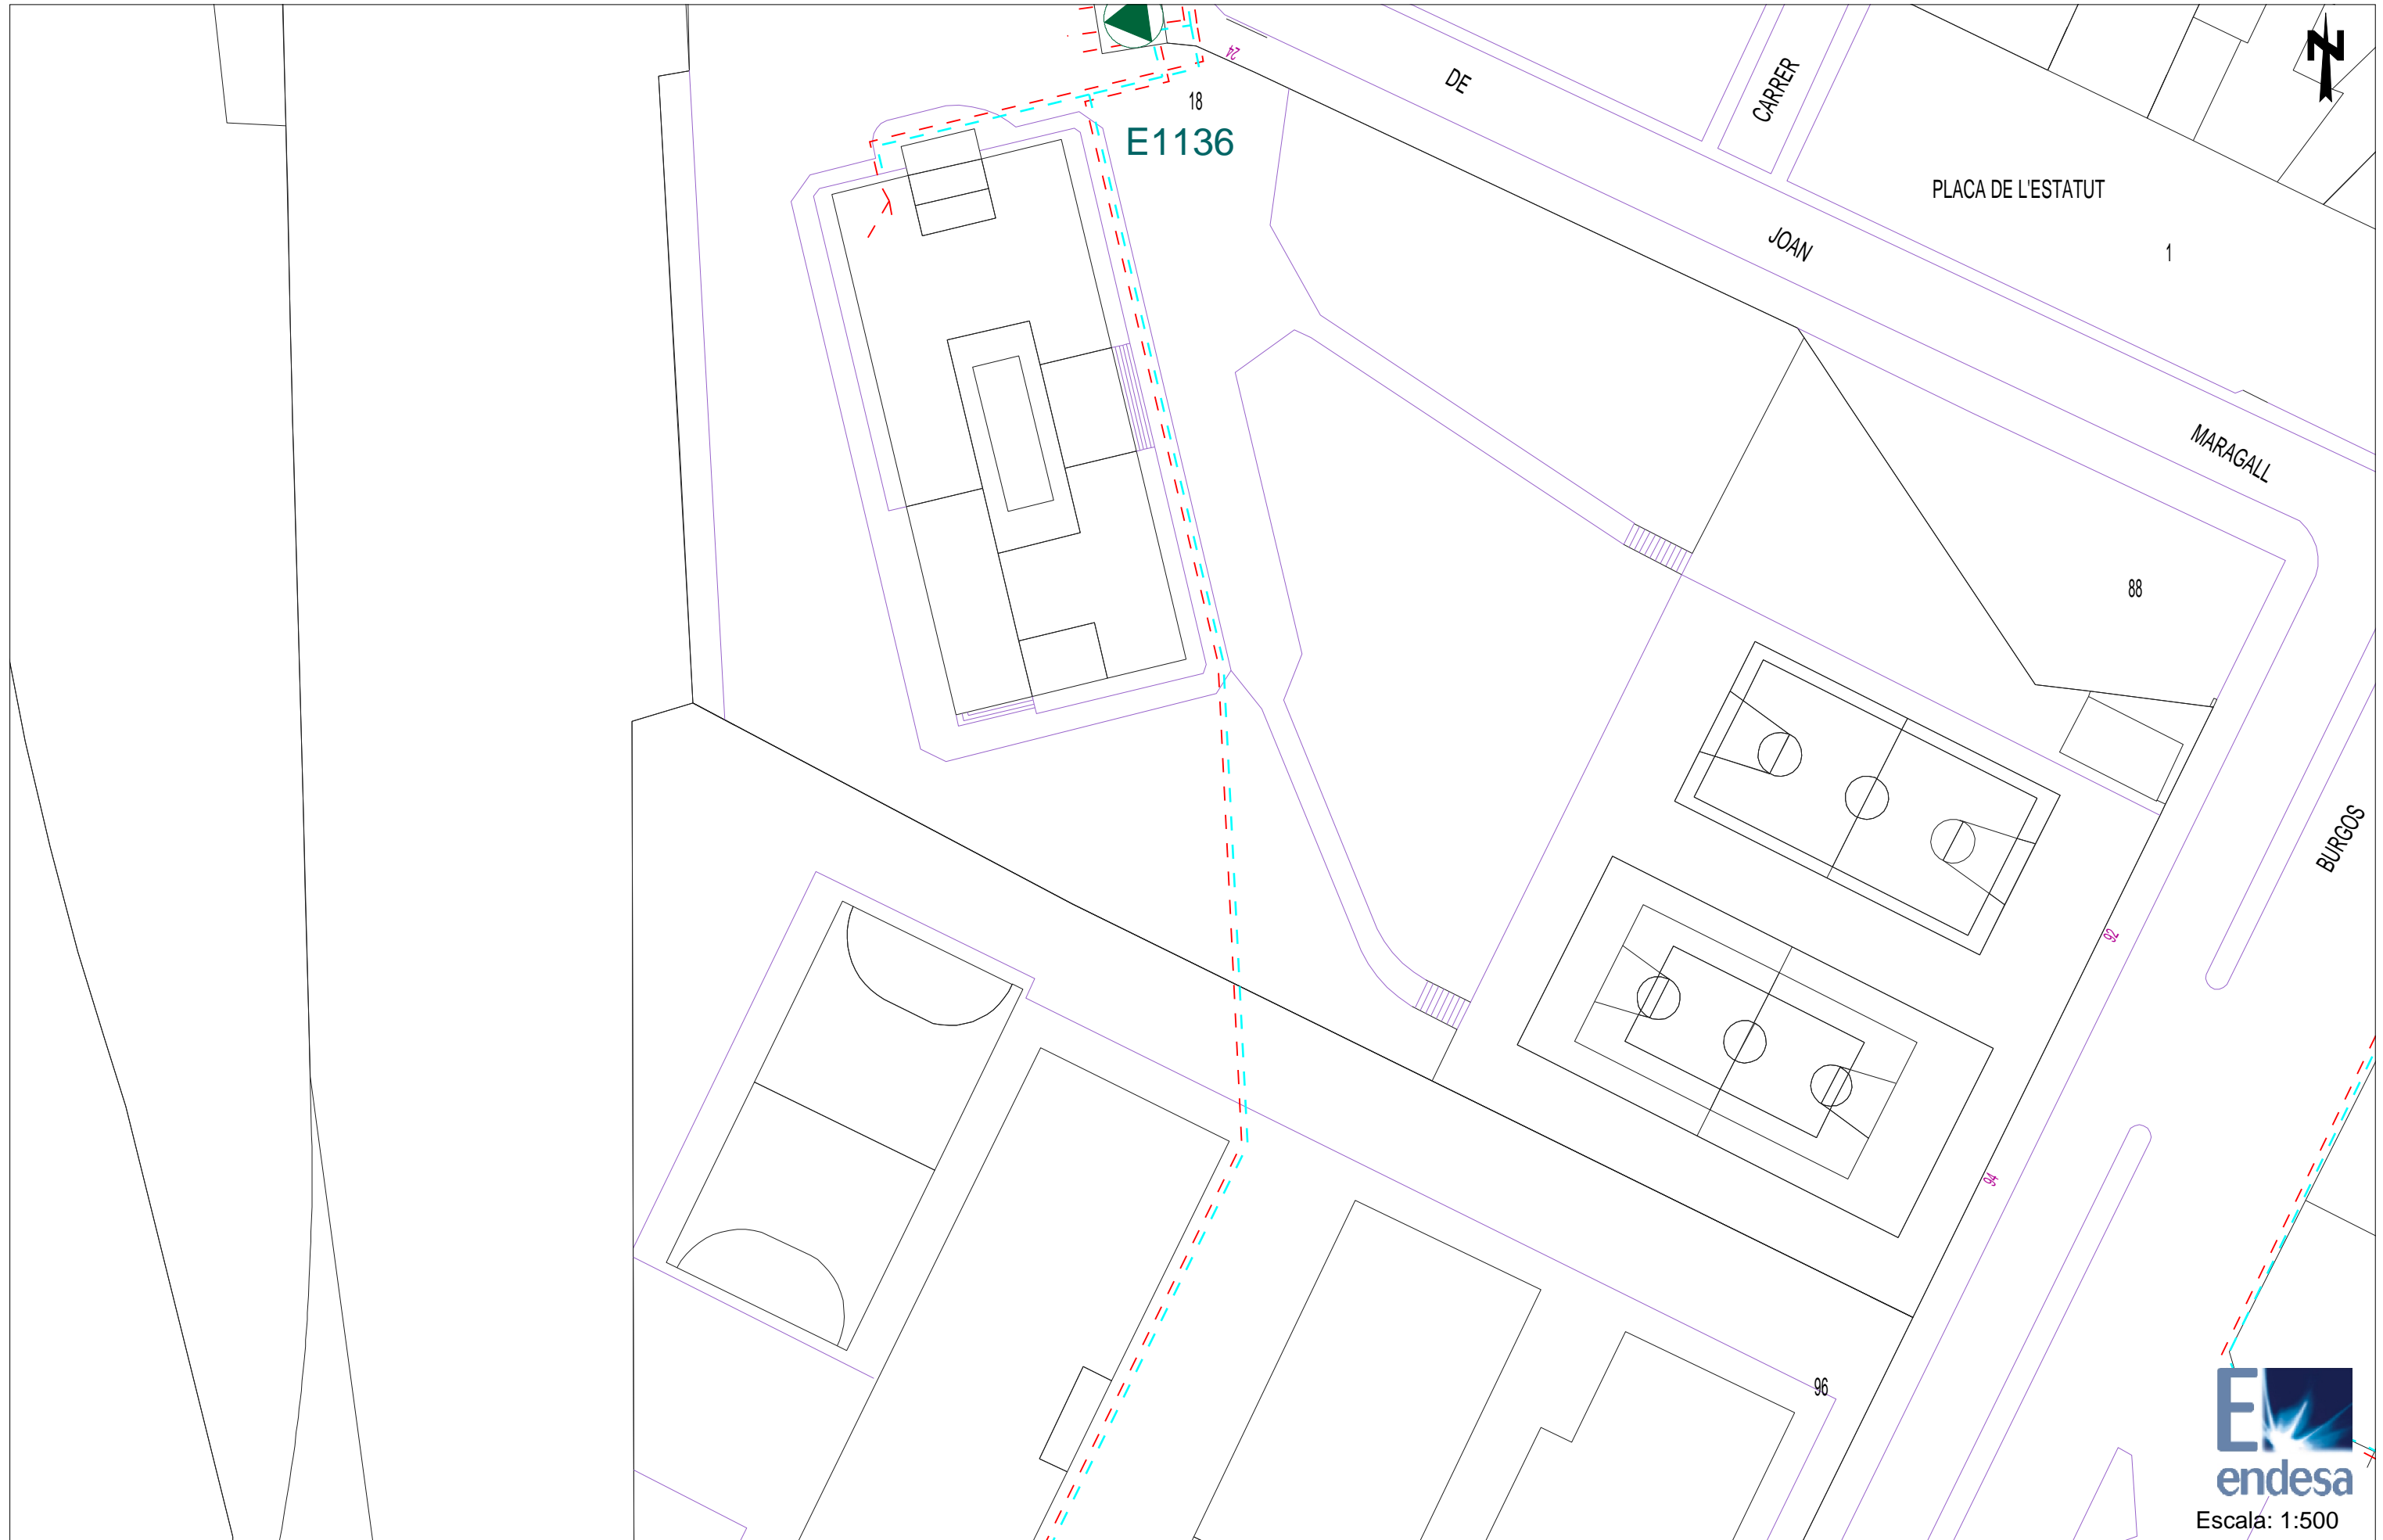 24
DE
CARRER
N
18
E1136
PLACA DE L'ESTATUT
JOAN
1
MARAGALL
88
BURGOS
92
94
96
E
endesa
Escala: 1:500